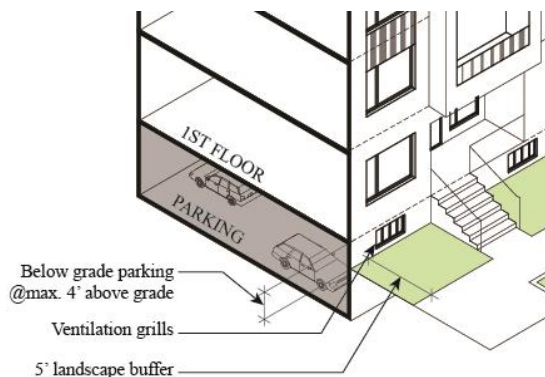 1ST FLOOR
PARKING
Below grade parking
@max. 4' above grade
Ventilation grills
5' landscape buffer